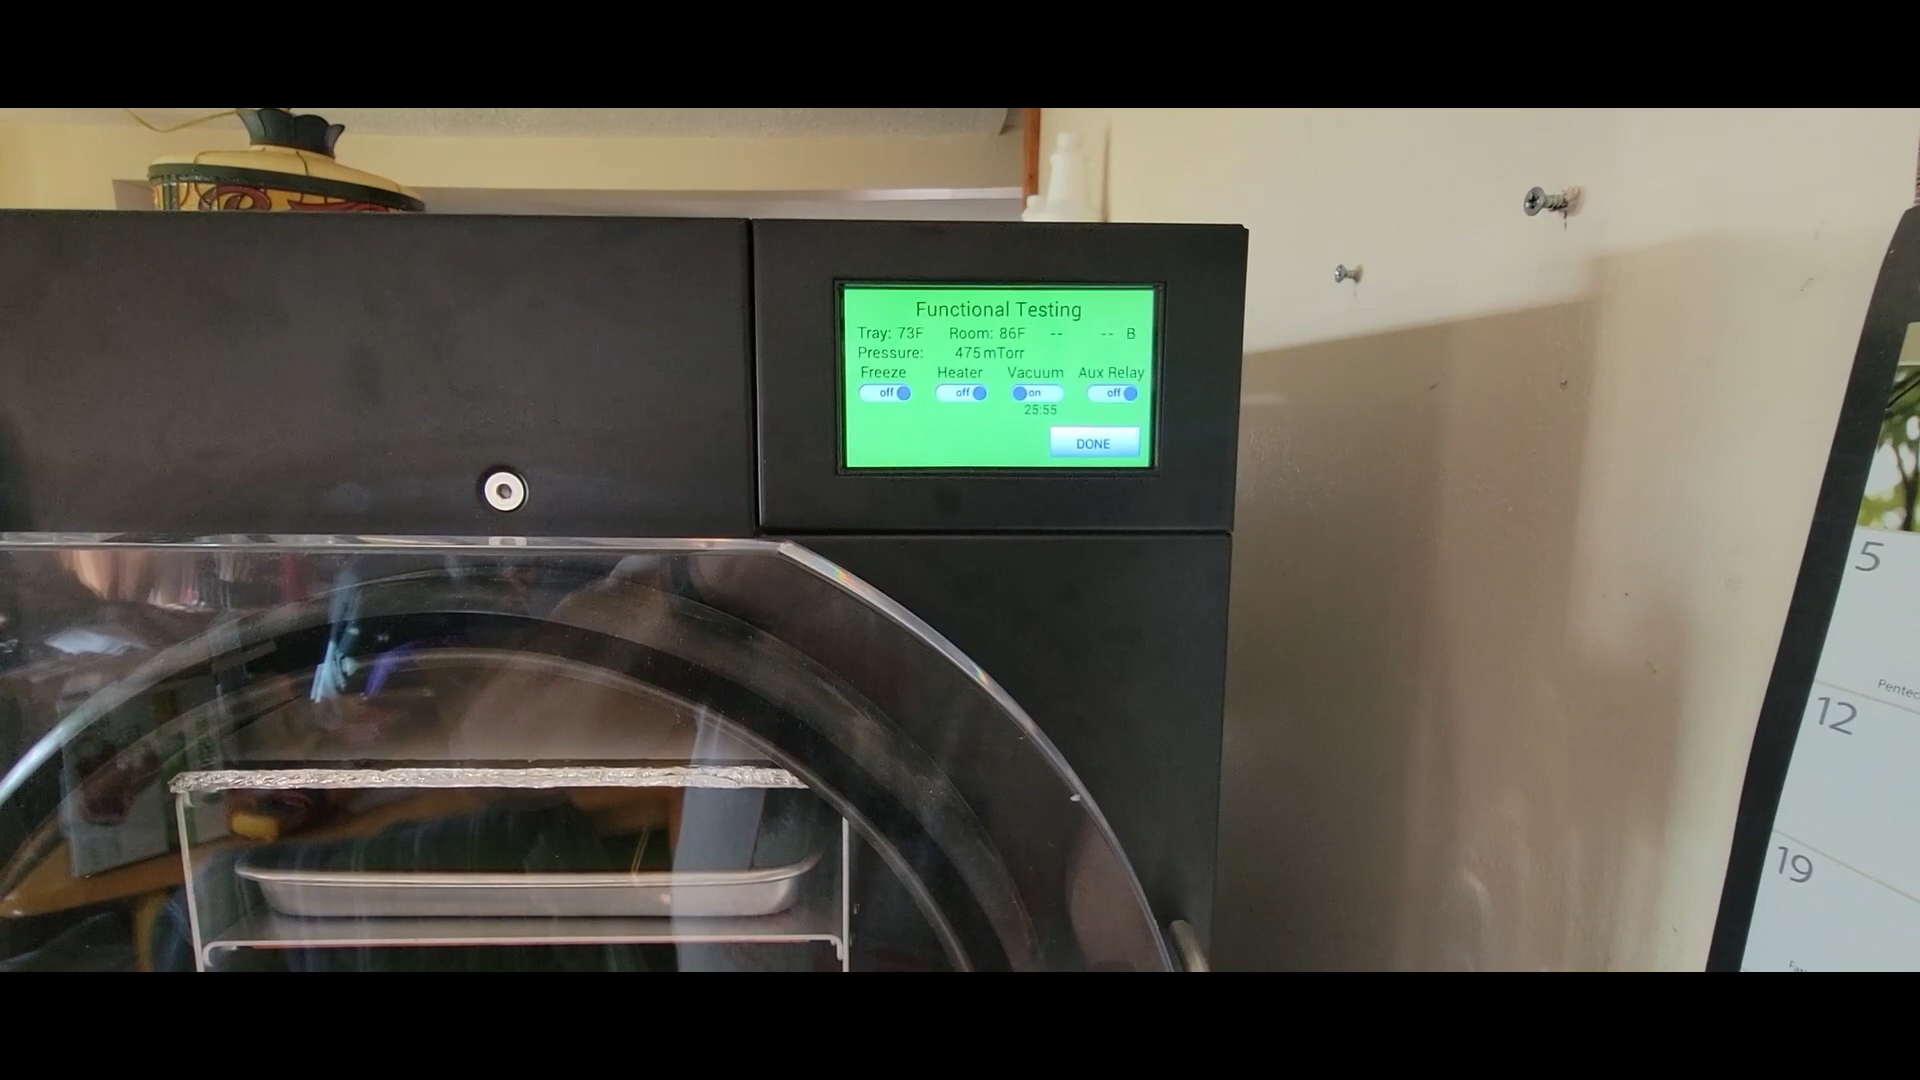 Functional Testing
Tray: 73F Room: 86F -- -- B
Pressure: 475 mTorr
Freeze Heater Vacuum Aux Relay
off off on off
25:55
DONE
5
12
19